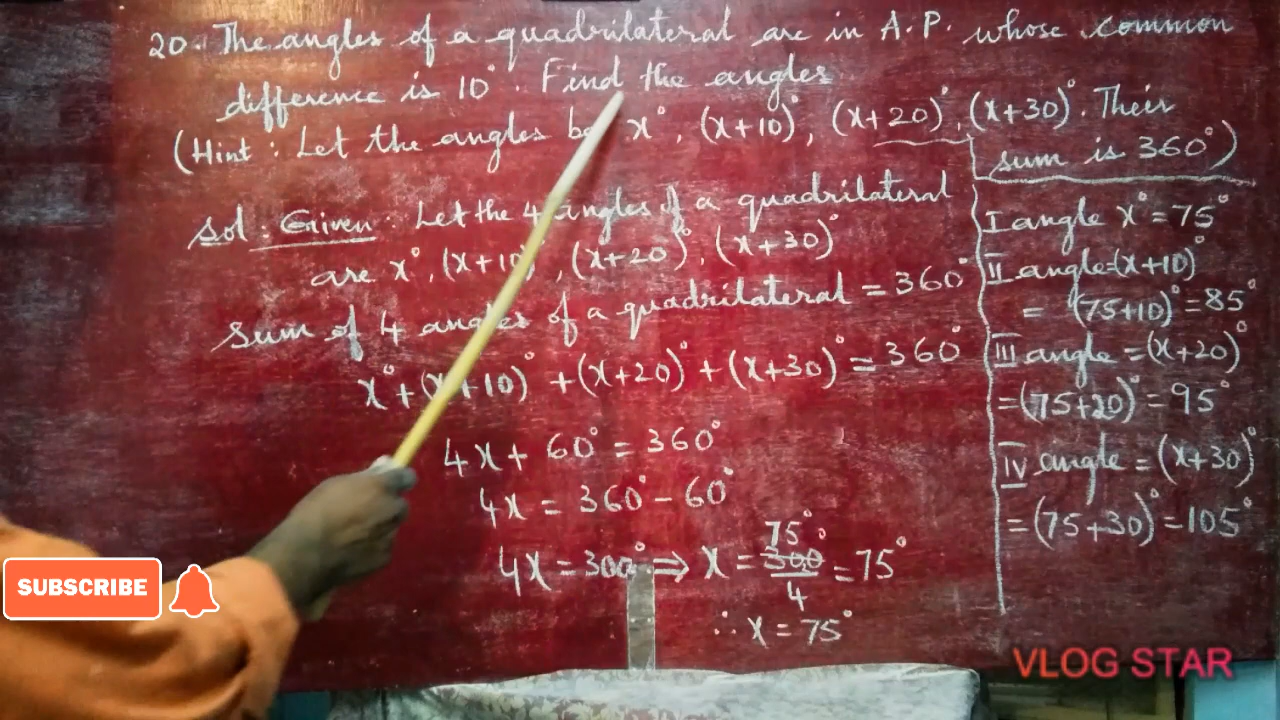 20. The angles of a quadrilateral are in A.P. whose common
difference is 10°. Find the angles
(Hint: Let the angles be x°, (x+10)°, (x+20)°, (x+30)°. Their
sum is 360°)
Sol: Given: Let the 4 angles of a quadrilateral
are x°, (x+10)°, (x+20)°, (x+30)°
Sum of 4 angles of a quadrilateral = 360°
x° + (x+10)° + (x+20)° + (x+30)° = 360°
4x + 60° = 360°
4x = 360° - 60°
4x = 300° ⇒ x = 300°/4 = 75°
75°
∴ x = 75°
I angle x° = 75°
II angle = (x+10)°
= (75+10)° = 85°
III angle = (x+20)°
= (75+20)° = 95°
IV angle = (x+30)°
= (75+30)° = 105°
SUBSCRIBE
VLOG STAR